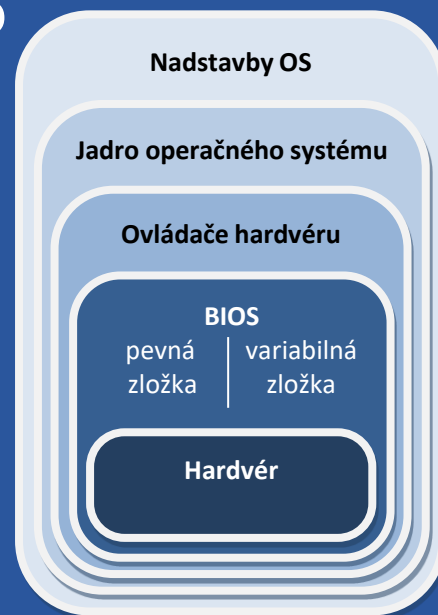 Nadstavby OS
Jadro operačného systému
Ovládače hardvéru
BIOS
pevná variabilná
zložka zložka
Hardvér